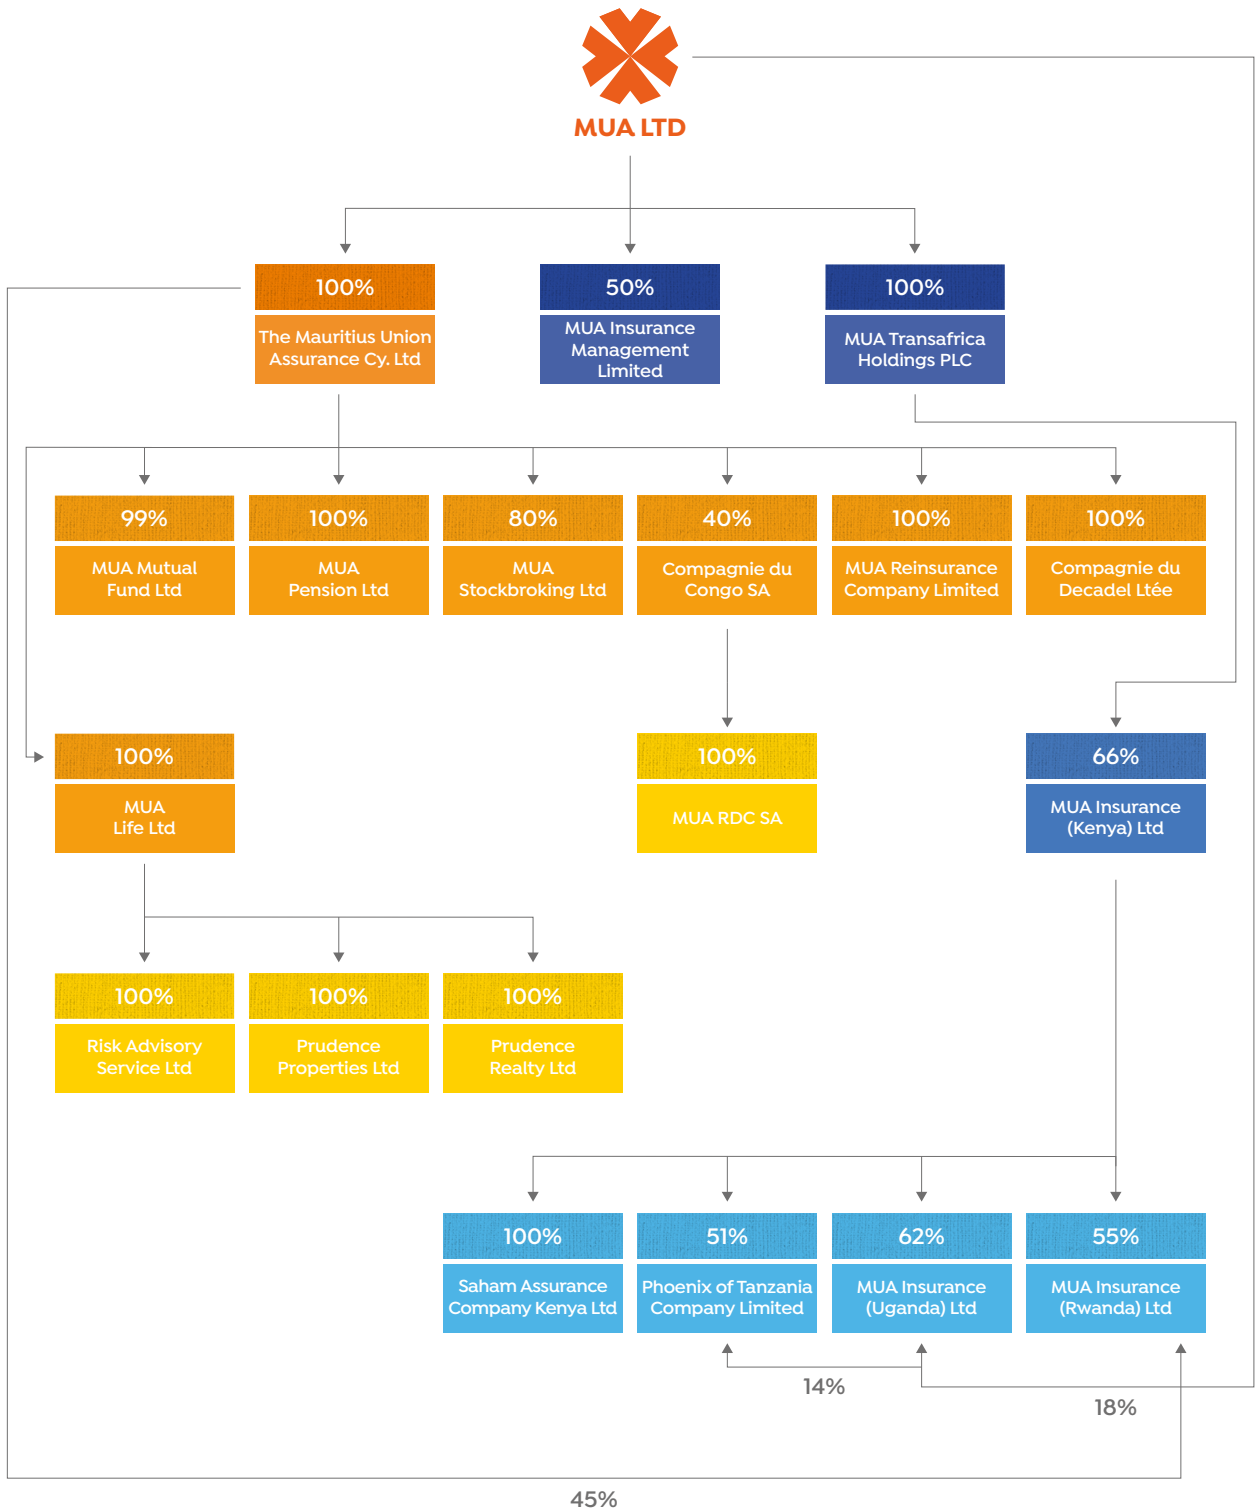 MUA LTD
100%
The Mauritius Union
Assurance Cy. Ltd
50%
MUA Insurance
Management
Limited
100%
MUA Transafrica
Holdings PLC
99%
MUA Mutual
Fund Ltd
100%
MUA
Pension Ltd
80%
MUA
Stockbroking Ltd
40%
Compagnie du
Congo SA
100%
MUA Reinsurance
Company Limited
100%
Compagnie du
Decadel Ltée
100%
MUA
Life Ltd
100%
MUA RDC SA
66%
MUA Insurance
(Kenya) Ltd
100%
Risk Advisory
Service Ltd
100%
Prudence
Properties Ltd
100%
Prudence
Realty Ltd
100%
Saham Assurance
Company Kenya Ltd
51%
Phoenix of Tanzania
Company Limited
62%
MUA Insurance
(Uganda) Ltd
55%
MUA Insurance
(Rwanda) Ltd
14%
18%
45%